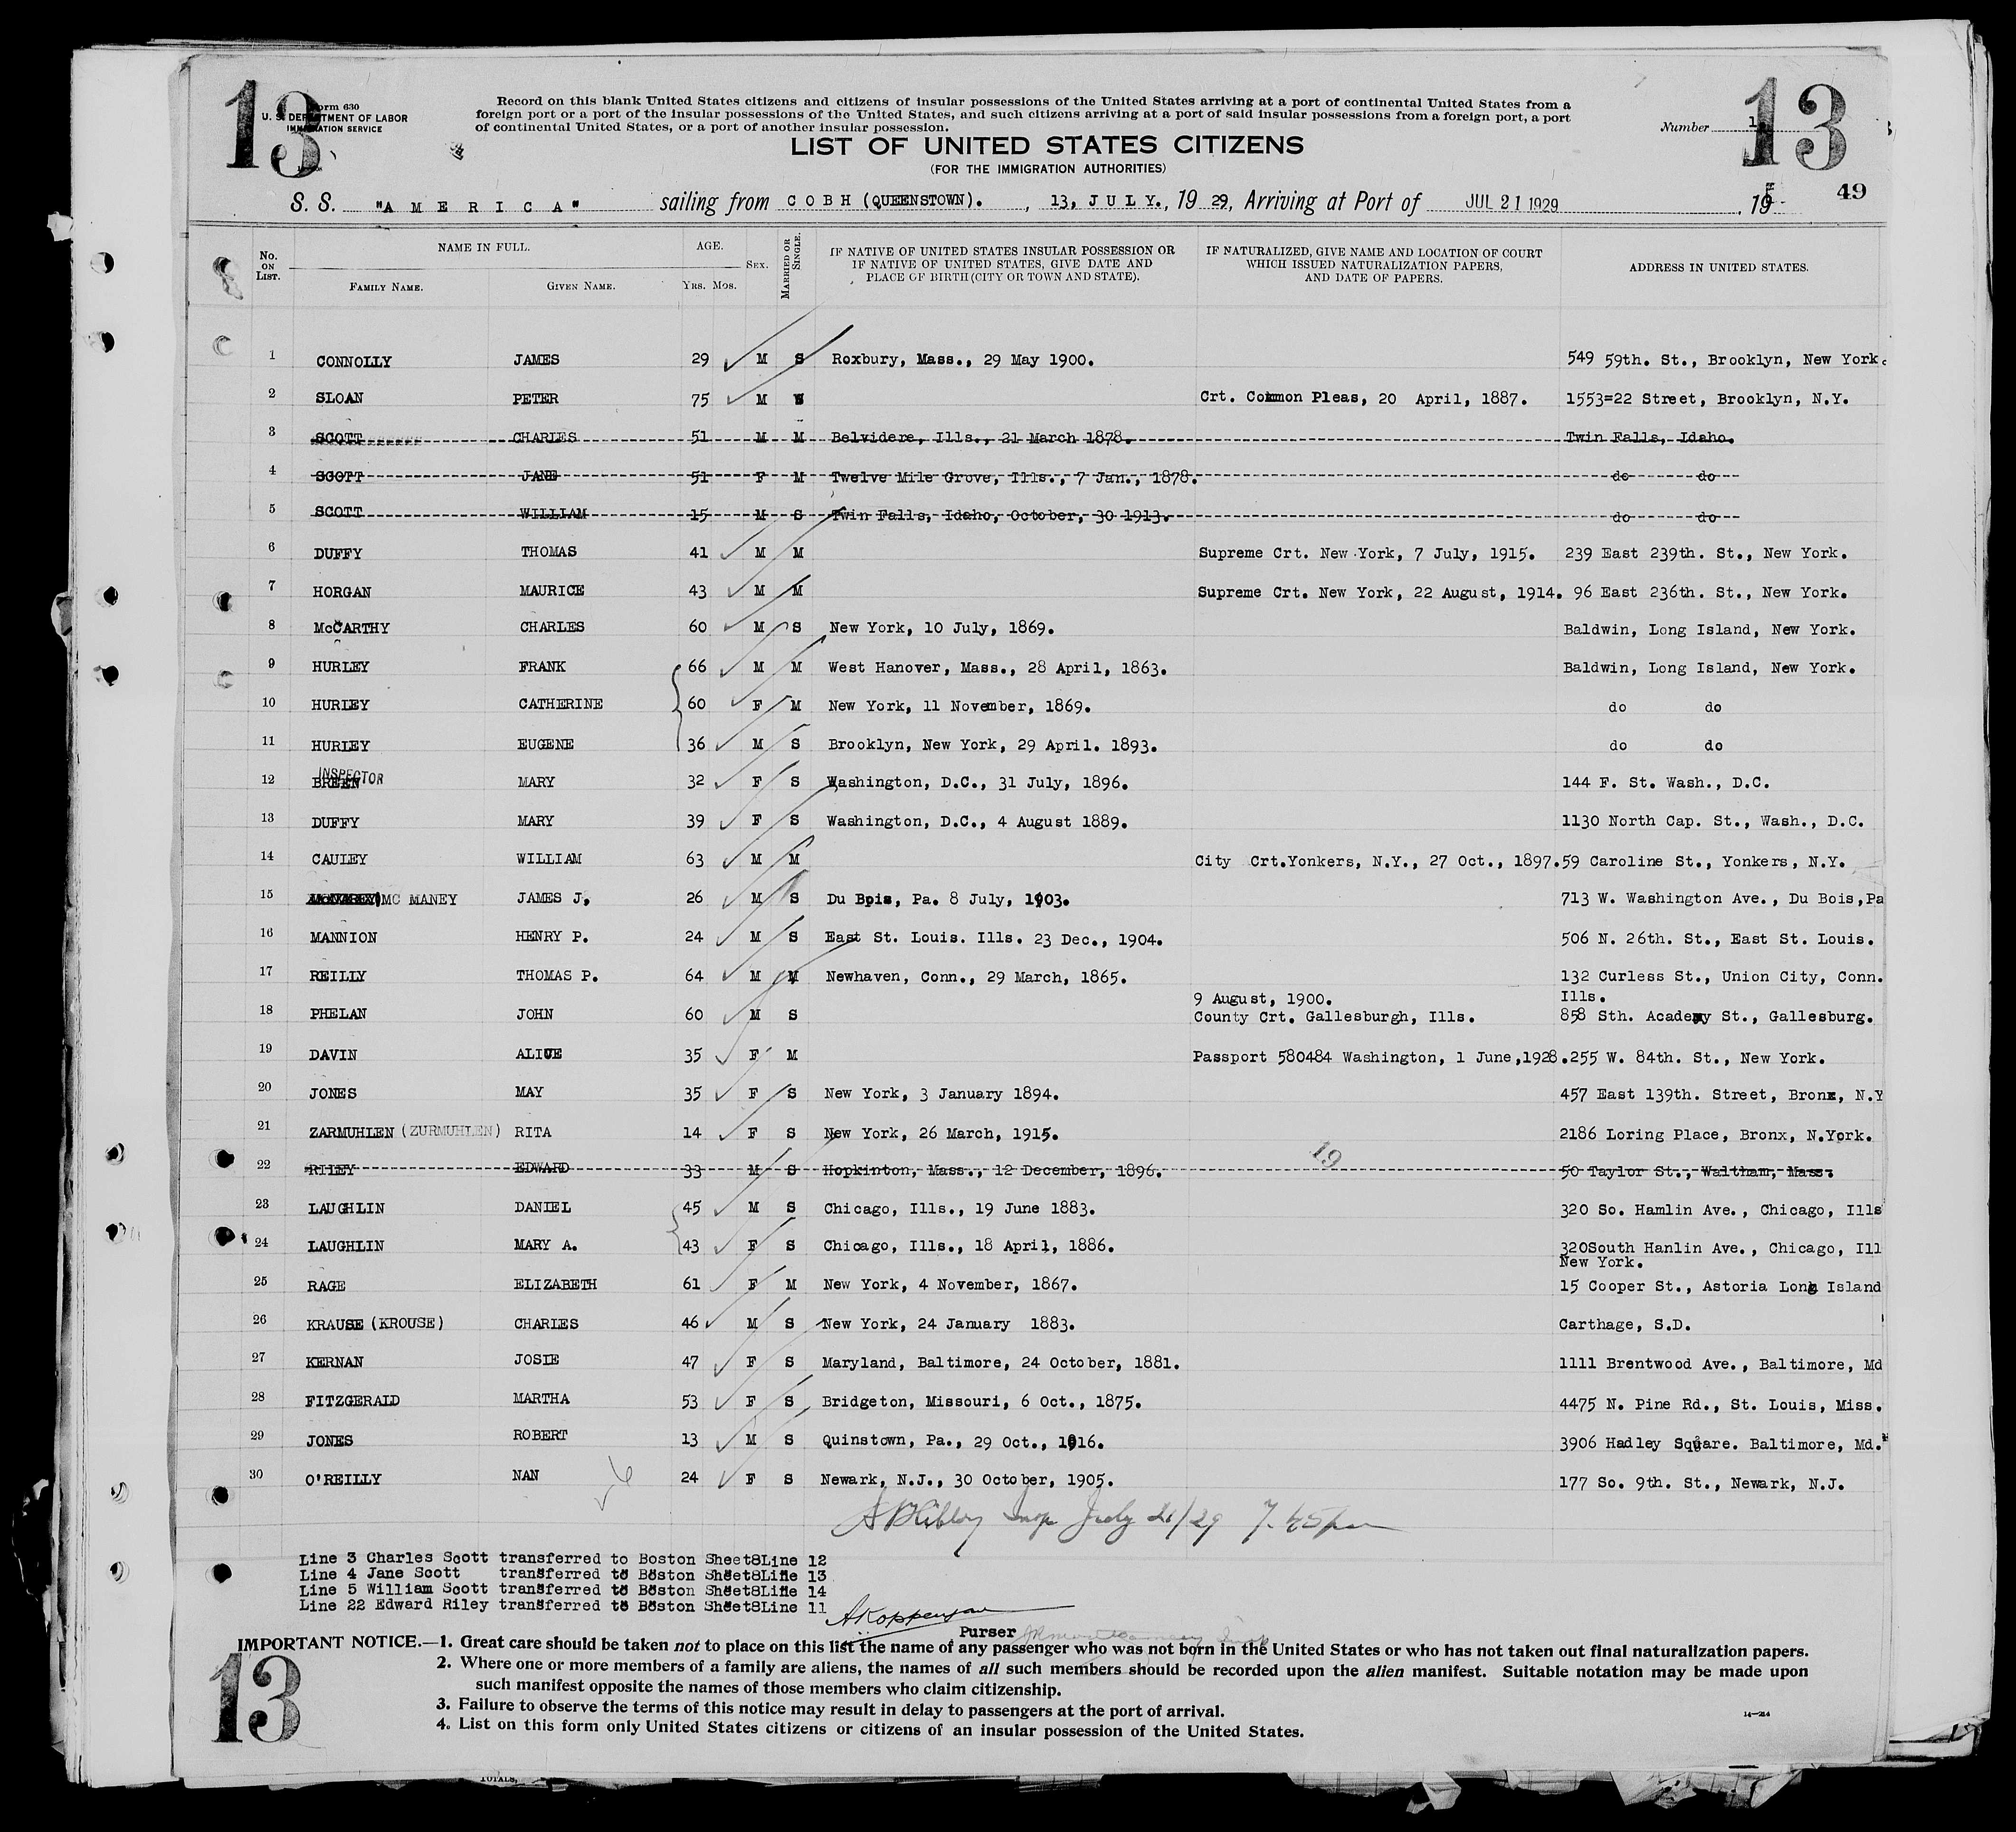 13
13
Form 630
U. S. DEPARTMENT OF LABOR
IMMIGRATION SERVICE
Record on this blank United States citizens and citizens of insular possessions of the United States arriving at a port of continental United States from a
foreign port or a port of the insular possessions of the United States, and such citizens arriving at a port of said insular possessions from a foreign port, a port
of continental United States, or a port of another insular possession.
Number
LIST OF UNITED STATES CITIZENS
(FOR THE IMMIGRATION AUTHORITIES)
S. S. "AMERICA" sailing from COBH (QUEENSTOWN). , 13, JULY., 19 29, Arriving at Port of JUL 21 1929 , 19
49
No. ON LIST. NAME IN FULL. AGE. SEX. MARRIED OR SINGLE. IF NATIVE OF UNITED STATES INSULAR POSSESSION OR IF NATIVE OF UNITED STATES, GIVE DATE AND PLACE OF BIRTH (CITY OR TOWN AND STATE). IF NATURALIZED, GIVE NAME AND LOCATION OF COURT WHICH ISSUED NATURALIZATION PAPERS, AND DATE OF PAPERS. ADDRESS IN UNITED STATES.
FAMILY NAME. GIVEN NAME. YRS. MOS.
1 CONNOLLY JAMES 29 M S Roxbury, Mass., 29 May 1900. 549 59th. St., Brooklyn, New York.
2 SLOAN PETER 75 M Crt. Common Pleas, 20 April, 1887. 1553=22 Street, Brooklyn, N.Y.
3 SCOTT CHARLES 51 M M Belvidere, Ills., 21 March 1878. Twin Falls, Idaho.
4 SCOTT JANE 51 F M Twelve Mile Grove, Ills., 7 Jan., 1878. do do
5 SCOTT WILLIAM 15 M S Twin Falls, Idaho, October, 30 1913. do do
6 DUFFY THOMAS 41 M M Supreme Crt. New York, 7 July, 1915. 239 East 239th. St., New York.
7 HORGAN MAURICE 43 M M Supreme Crt. New York, 22 August, 1914. 96 East 236th. St., New York.
8 McCARTHY CHARLES 60 M S New York, 10 July, 1869. Baldwin, Long Island, New York.
9 HURLEY FRANK 66 M M West Hanover, Mass., 28 April, 1863. Baldwin, Long Island, New York.
10 HURLEY CATHERINE 60 F M New York, 11 November, 1869. do do
11 HURLEY EUGENE 36 M S Brooklyn, New York, 29 April. 1893. do do
INSPECTOR
12 BREEN MARY 32 F S Washington, D.C., 31 July, 1896. 144 F. St. Wash., D.C.
13 DUFFY MARY 39 F S Washington, D.C., 4 August 1889. 1130 North Cap. St., Wash., D.C.
14 CAULEY WILLIAM 63 M M City Crt.Yonkers, N.Y., 27 Oct., 1897. 59 Caroline St., Yonkers, N.Y.
15 MC MANEY JAMES J. 26 M S Du Bois, Pa. 8 July, 1903. 713 W. Washington Ave., Du Bois,Pa
16 MANNION HENRY P. 24 M S East St. Louis. Ills. 23 Dec., 1904. 506 N. 26th. St., East St. Louis.
17 REILLY THOMAS P. 64 M M Newhaven, Conn., 29 March, 1865. 132 Curless St., Union City, Conn.
9 August, 1900. Ills.
18 PHELAN JOHN 60 M S County Crt. Gallesburgh, Ills. 858 Sth. Academy St., Gallesburg.
19 DAVIN ALICE 35 F M Passport 580484 Washington, 1 June,1928. 255 W. 84th. St., New York.
20 JONES MAY 35 F S New York, 3 January 1894. 457 East 139th. Street, Bronx, N.Y
21 ZARMUHLEN (ZURMUHLEN) RITA 14 F S New York, 26 March, 1915. 2186 Loring Place, Bronx, N.York.
19
22 RILEY EDWARD 33 M S Hopkinton, Mass., 12 December, 1896. 50 Taylor St., Waltham, Mass.
23 LAUGHLIN DANIEL 45 M S Chicago, Ills., 19 June 1883. 320 So. Hamlin Ave., Chicago, Ills
24 LAUGHLIN MARY A. 43 F S Chicago, Ills., 18 April, 1886. 320South Hanlin Ave., Chicago, Ill
New York.
25 RAGE ELIZABETH 61 F M New York, 4 November, 1867. 15 Cooper St., Astoria Long Island
26 KRAUSE (KROUSE) CHARLES 46 M S New York, 24 January 1883. Carthage, S.D.
27 KERNAN JOSIE 47 F S Maryland, Baltimore, 24 October, 1881. 1111 Brentwood Ave., Baltimore, Md
28 FITZGERALD MARTHA 53 F S Bridgeton, Missouri, 6 Oct., 1875. 4475 N. Pine Rd., St. Louis, Miss.
29 JONES ROBERT 13 M S Quinstown, Pa., 29 Oct., 1916. 3906 Hadley Square. Baltimore, Md.
30 O'REILLY NAN 24 F S Newark, N.J., 30 October, 1905. 177 So. 9th. St., Newark, N.J.
Insp July 21/29 7.45 pm
Line 3 Charles Scott transferred to Boston Sheet8Line 12
Line 4 Jane Scott transferred to Boston Sheet8Line 13
Line 5 William Scott transferred to Boston Sheet8Line 14
Line 22 Edward Riley transferred to Boston Sheet8Line 11
Purser
IMPORTANT NOTICE.—1. Great care should be taken not to place on this list the name of any passenger who was not born in the United States or who has not taken out final naturalization papers.
2. Where one or more members of a family are aliens, the names of all such members should be recorded upon the alien manifest. Suitable notation may be made upon
such manifest opposite the names of those members who claim citizenship.
3. Failure to observe the terms of this notice may result in delay to passengers at the port of arrival.
4. List on this form only United States citizens or citizens of an insular possession of the United States.
14—214
13
TOTALS,